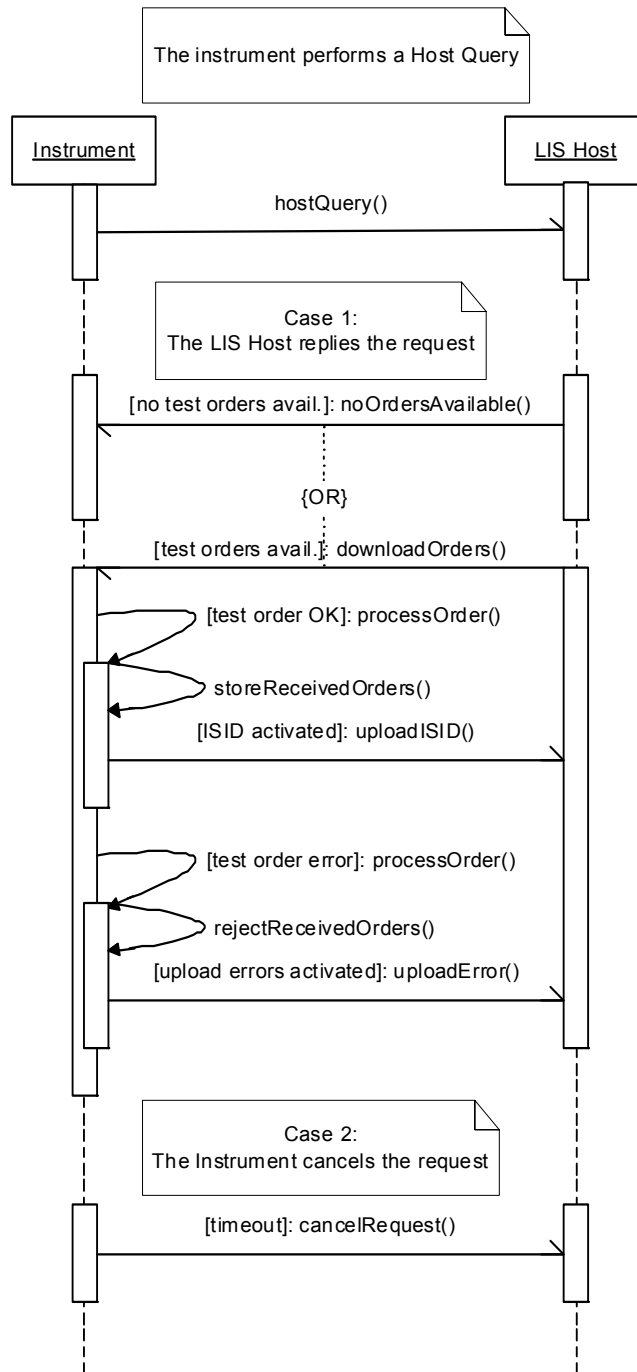 The instrument performs a Host Query
Instrument
LIS Host
hostQuery()
Case 1:
The LIS Host replies the request
[no test orders avail.]: noOrdersAvailable()
{OR}
[test orders avail.]: downloadOrders()
[test order OK]: processOrder()
storeReceivedOrders()
[ISID activated]: uploadISID()
[test order error]: processOrder()
rejectReceivedOrders()
[upload errors activated]: uploadError()
Case 2:
The Instrument cancels the request
[timeout]: cancelRequest()